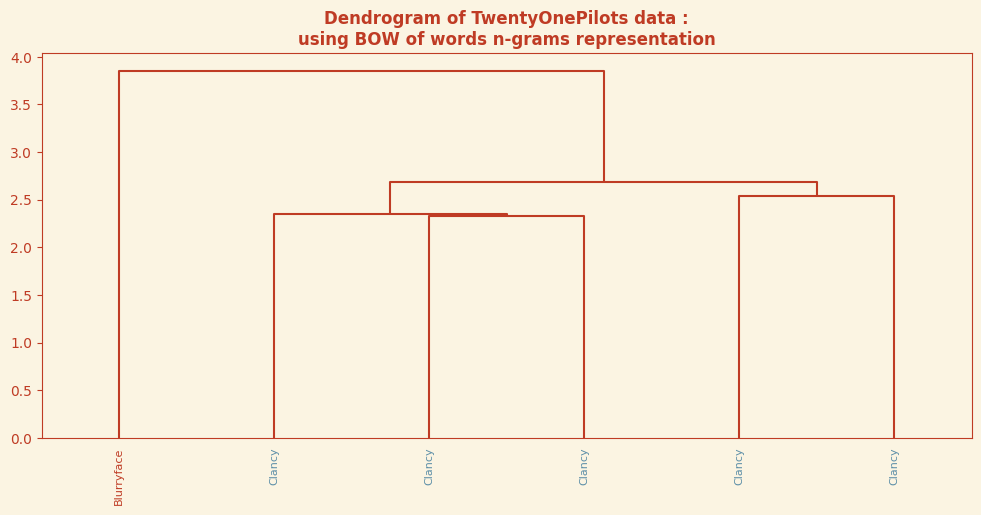 Dendrogram of TwentyOnePilots data :
using BOW of words n-grams representation
4.0
3.5
3.0
2.5
2.0
1.5
1.0
0.5
0.0
Blurryface
Clancy
Clancy
Clancy
Clancy
Clancy